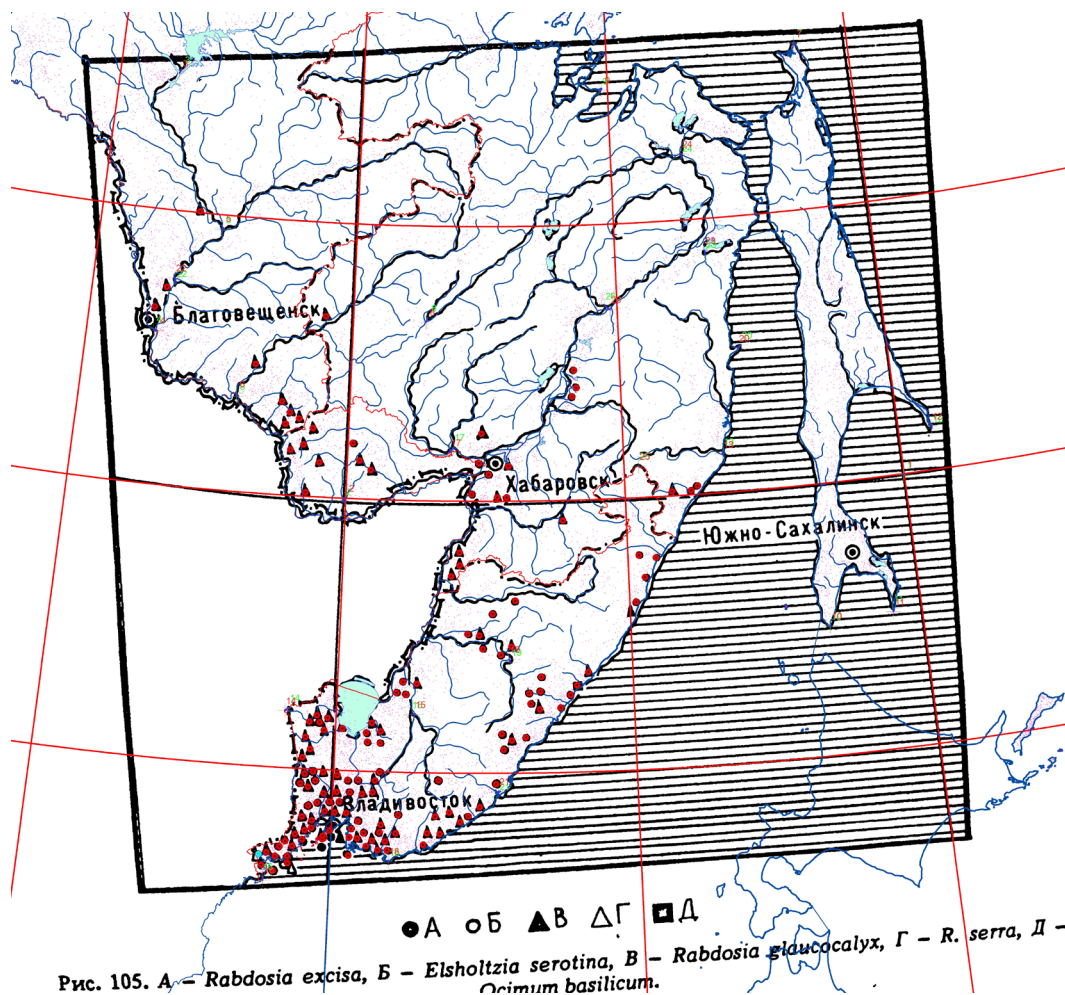 Благовещенск
Хабаровск
Южно-Сахалинск
Владивосток
А Б В Г Д
Рис. 105. А – Rabdosia excisa, Б – Elsholtzia serotina, В – Rabdosia glaucocalyx, Г – R. serra, Д –
Ocimum basilicum.